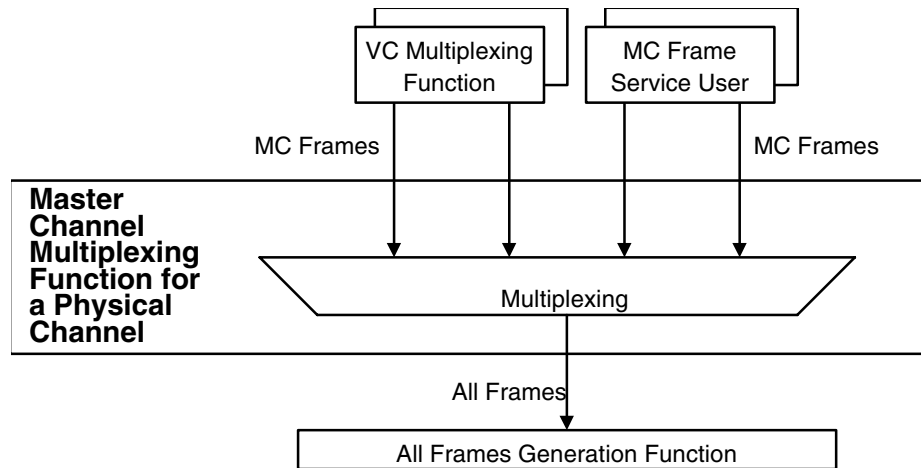 VC Multiplexing
Function
MC Frame
Service User
MC Frames
MC Frames
Master
Channel
Multiplexing
Function for
a Physical
Channel
Multiplexing
All Frames
All Frames Generation Function